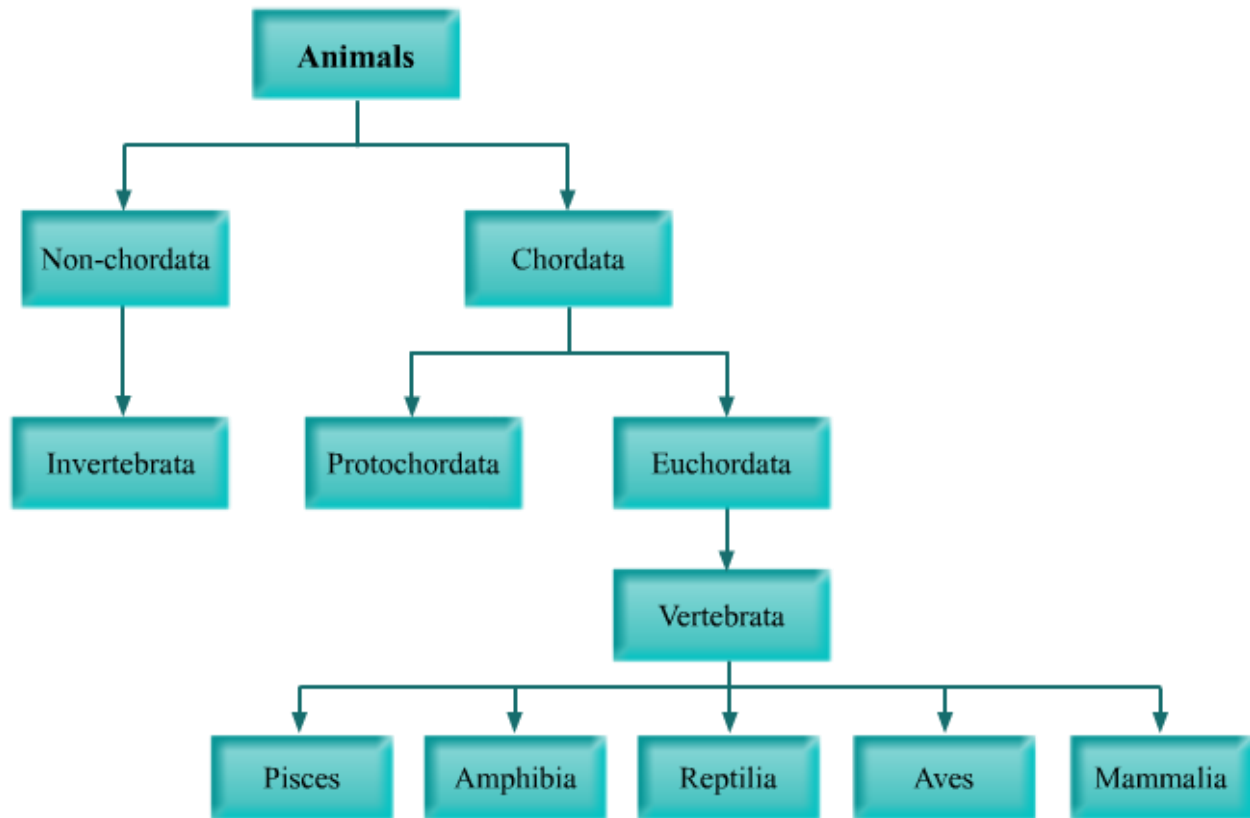 Animals
Non-chordata
Chordata
Invertebrata
Protochordata
Euchordata
Vertebrata
Pisces
Amphibia
Reptilia
Aves
Mammalia